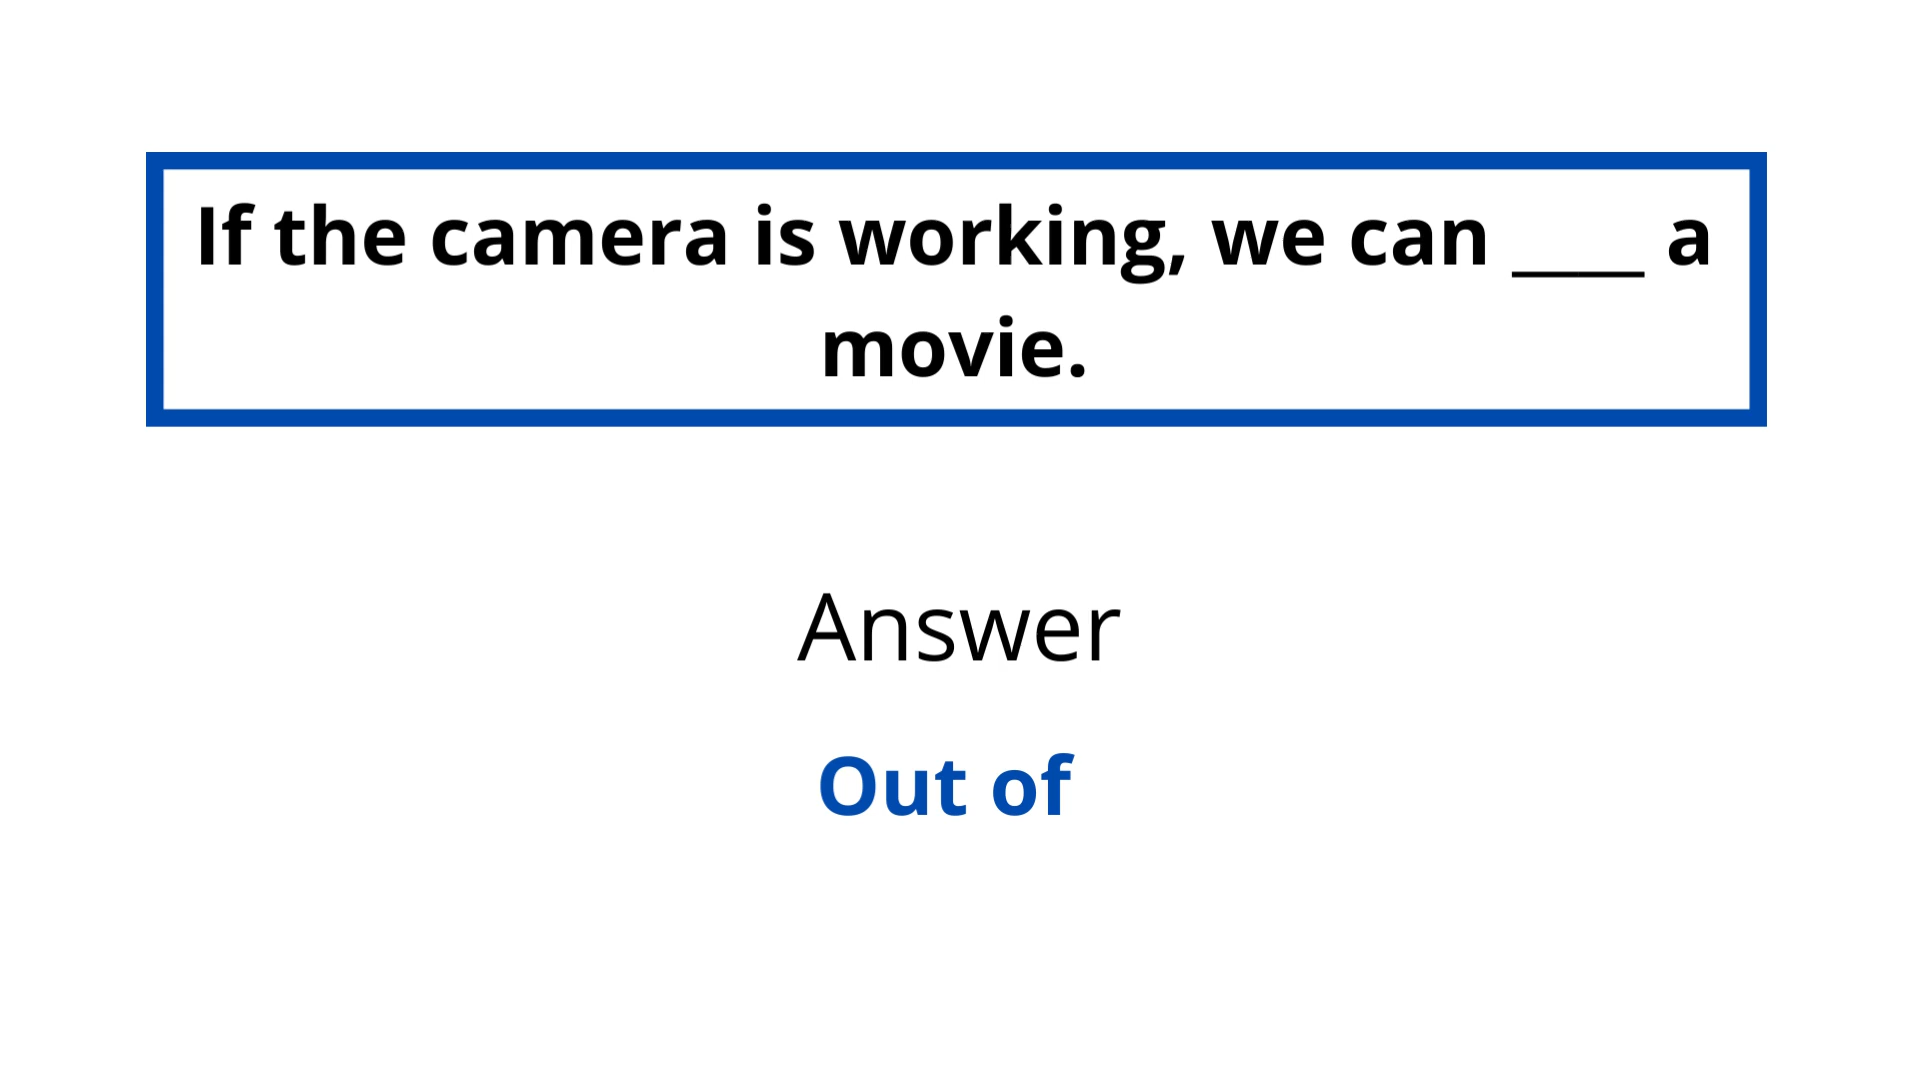 If the camera is working, we can ____ a
movie.
Answer
Out of